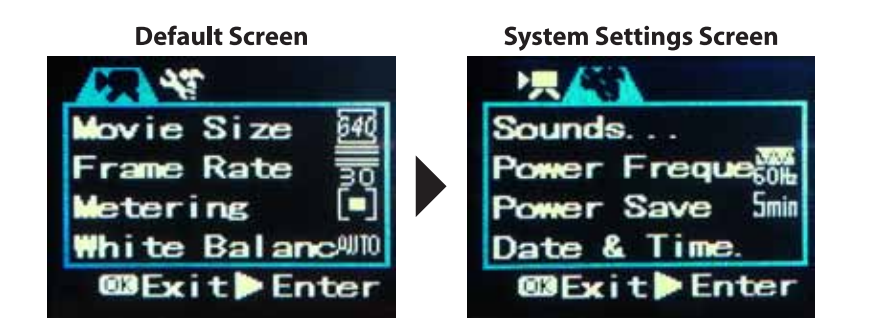 Default Screen
Movie Size 640
Frame Rate 30
Metering
White Balanc AUTO
OK Exit Enter
System Settings Screen
Sounds...
Power Freque 60Hz
Power Save 5min
Date & Time.
OK Exit Enter